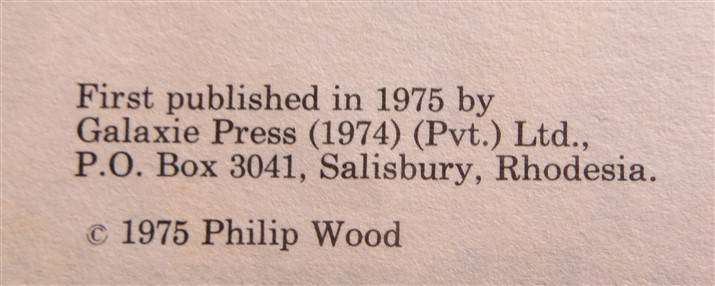 First published in 1975 by
Galaxie Press (1974) (Pvt.) Ltd.,
P.O. Box 3041, Salisbury, Rhodesia.
© 1975 Philip Wood